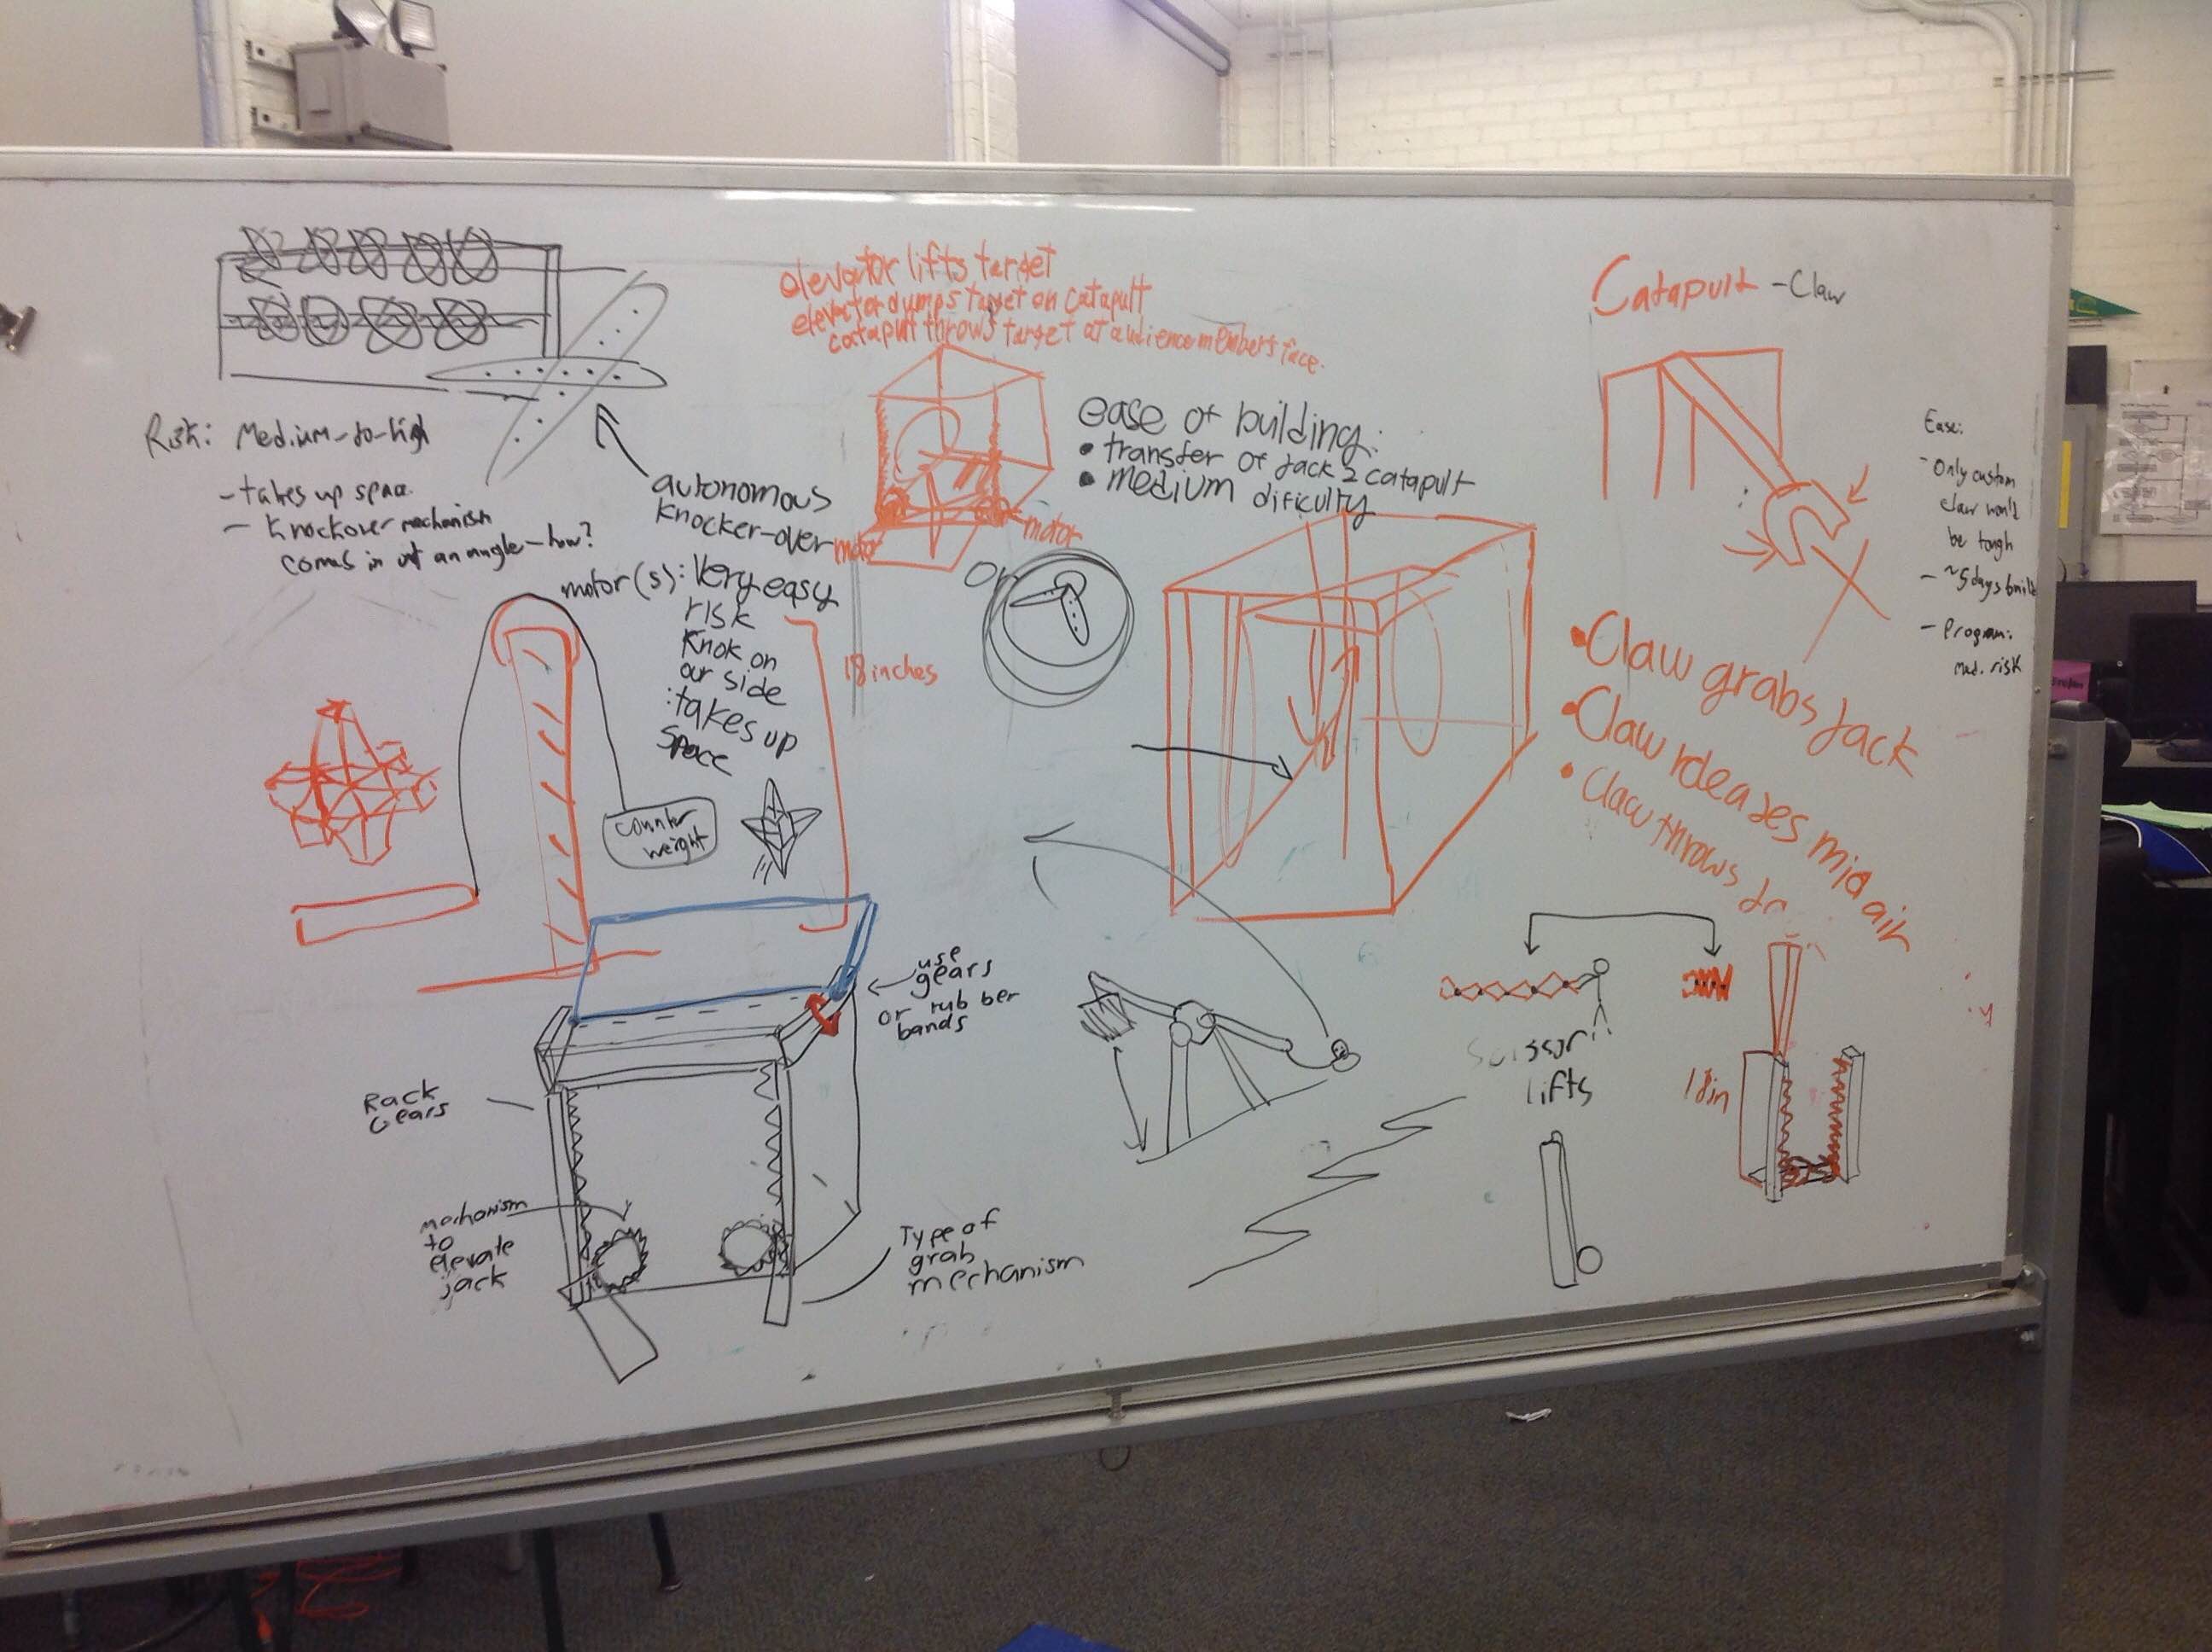 elevator lifts target
elevator dumps target on catapult
catapult throws target at audience members face.
Catapult - Claw
Risk: Medium-to-high
- takes up space
- knockover mechanism
comes in at an angle - how?
autonomous
knocker-over
motor
motor
ease of building:
• transfer of Jack 2 catapult
• medium dificulty
Ease:
- Only custom
claw won't
be tough
- ~5 days build
- Program:
med. risk
motor(s): Very easy
risk
Knok on
our side
: takes up
space
18 inches
or
counter
weight
• Claw grabs Jack
• Claw releases mid air
• Claw throws
use
gears
or rubber
bands
Rack
Gears
mechanism
to
elevate
jack
Type of
grab
mechanism
Scissor
lifts
18in